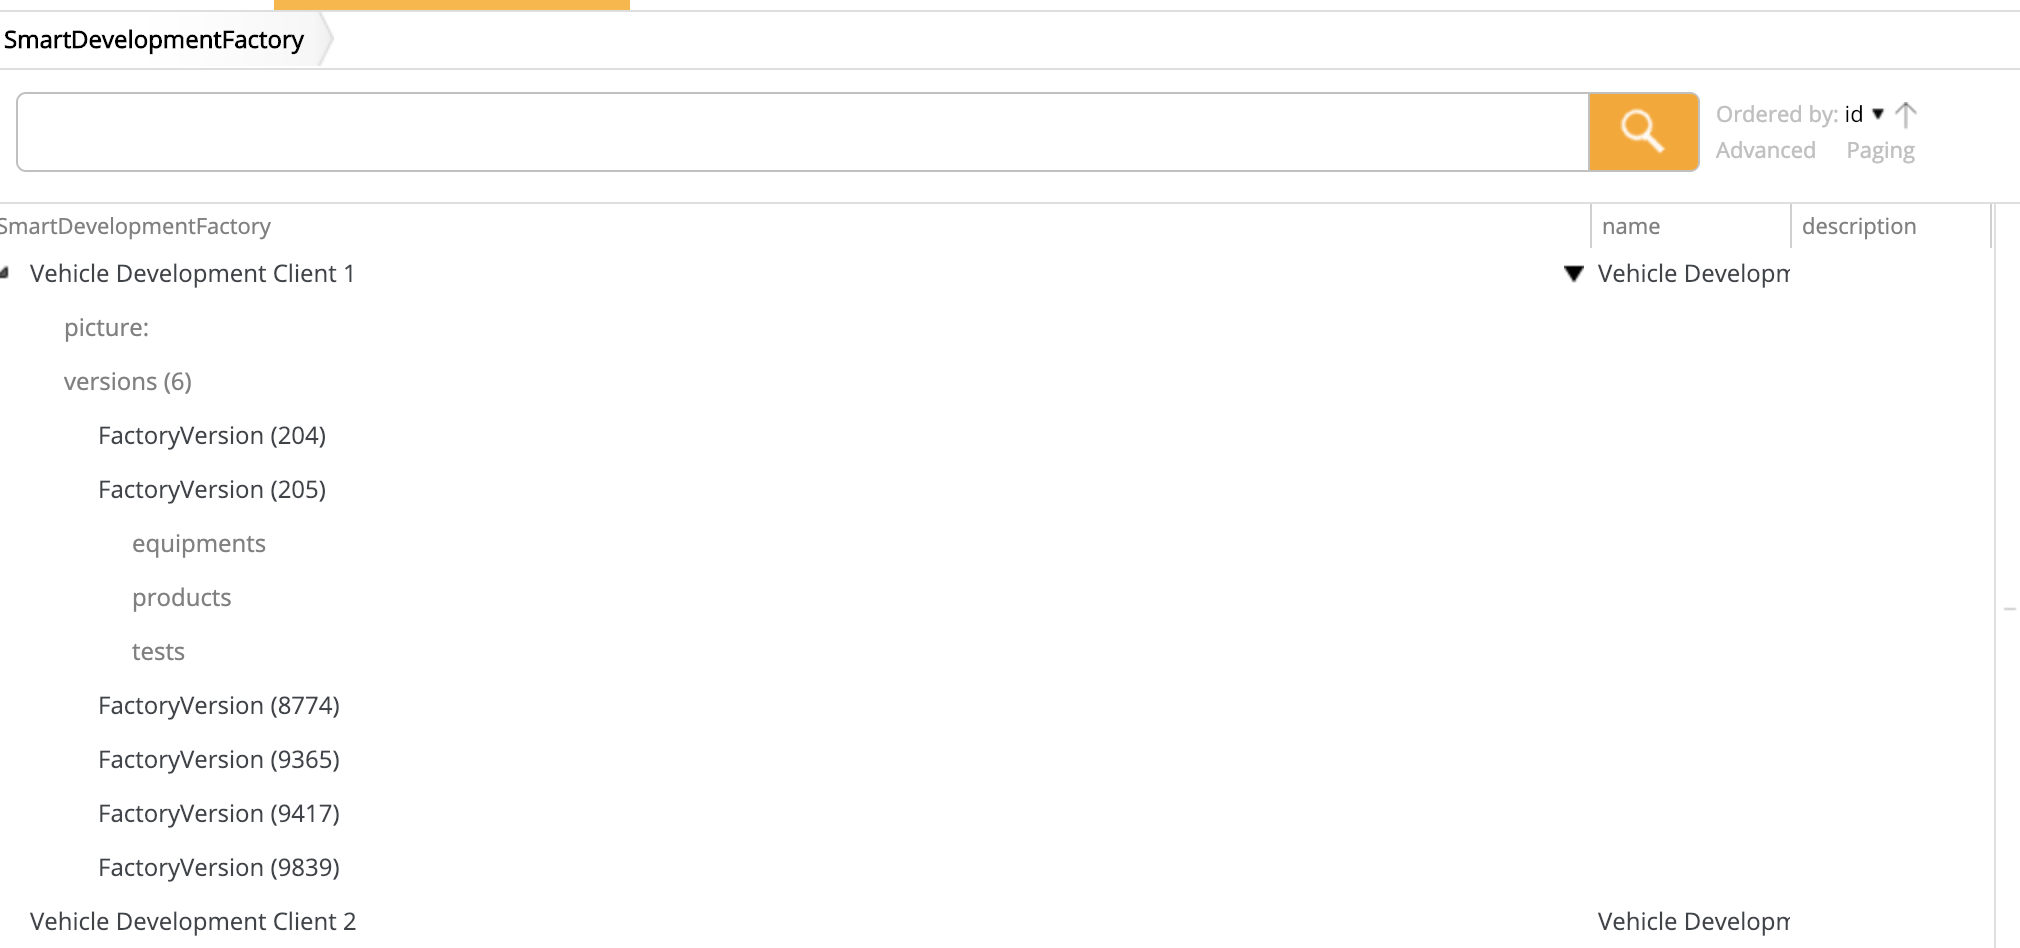 SmartDevelopmentFactory
Ordered by: id
Advanced Paging
SmartDevelopmentFactory name description
Vehicle Development Client 1 Vehicle Developm
picture:
versions (6)
FactoryVersion (204)
FactoryVersion (205)
equipments
products
tests
FactoryVersion (8774)
FactoryVersion (9365)
FactoryVersion (9417)
FactoryVersion (9839)
Vehicle Development Client 2 Vehicle Developm